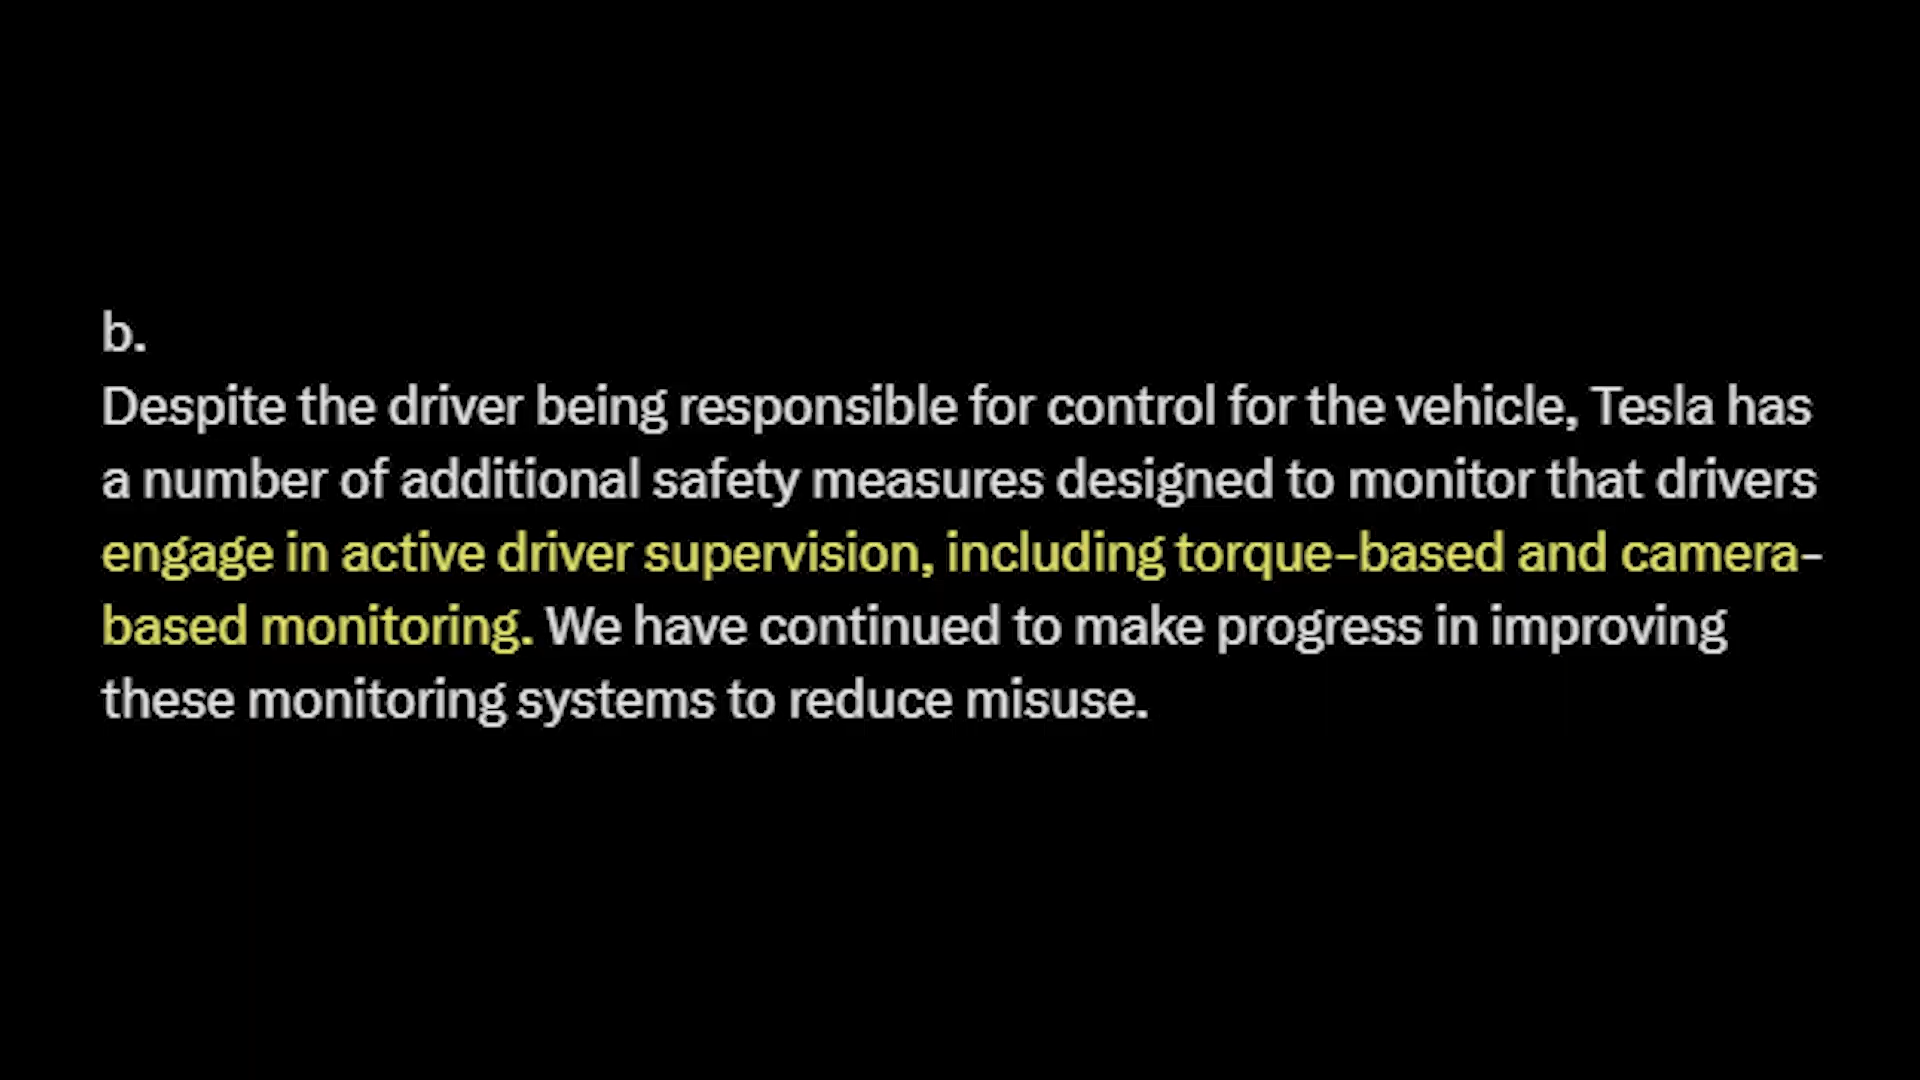 b.
Despite the driver being responsible for control for the vehicle, Tesla has
a number of additional safety measures designed to monitor that drivers
engage in active driver supervision, including torque-based and camera-
based monitoring. We have continued to make progress in improving
these monitoring systems to reduce misuse.